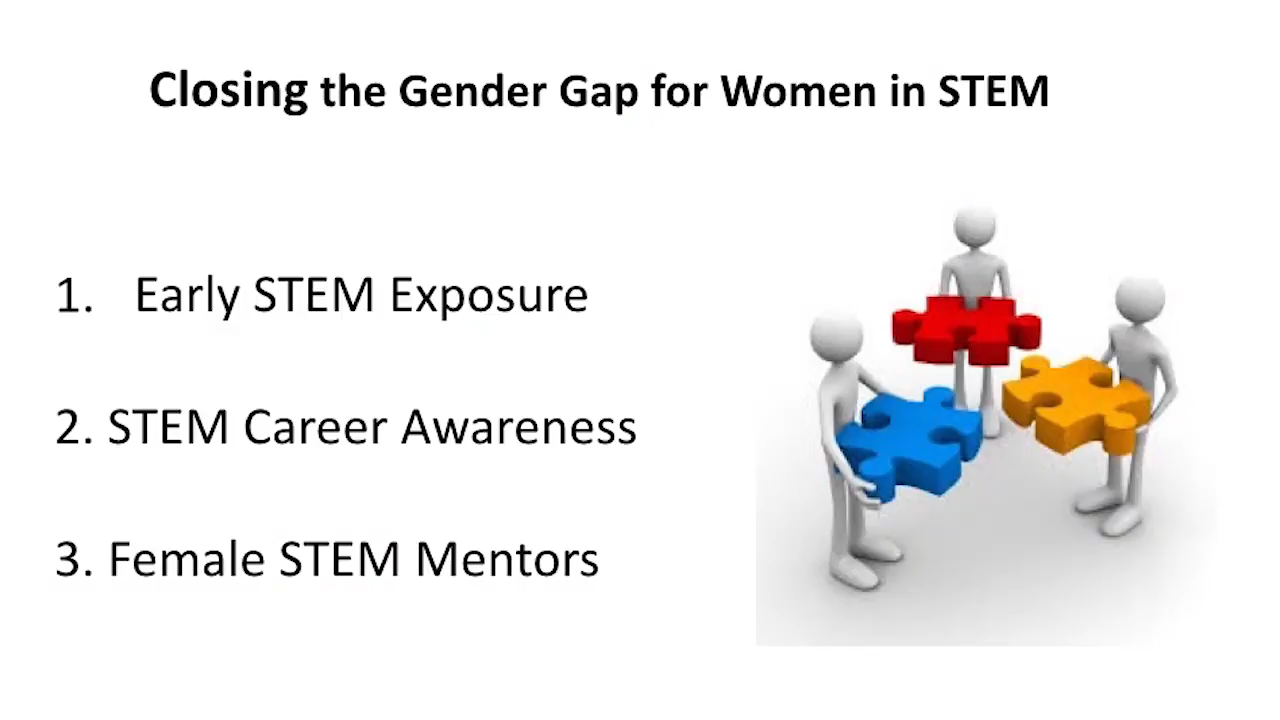 Closing the Gender Gap for Women in STEM
1. Early STEM Exposure
2. STEM Career Awareness
3. Female STEM Mentors